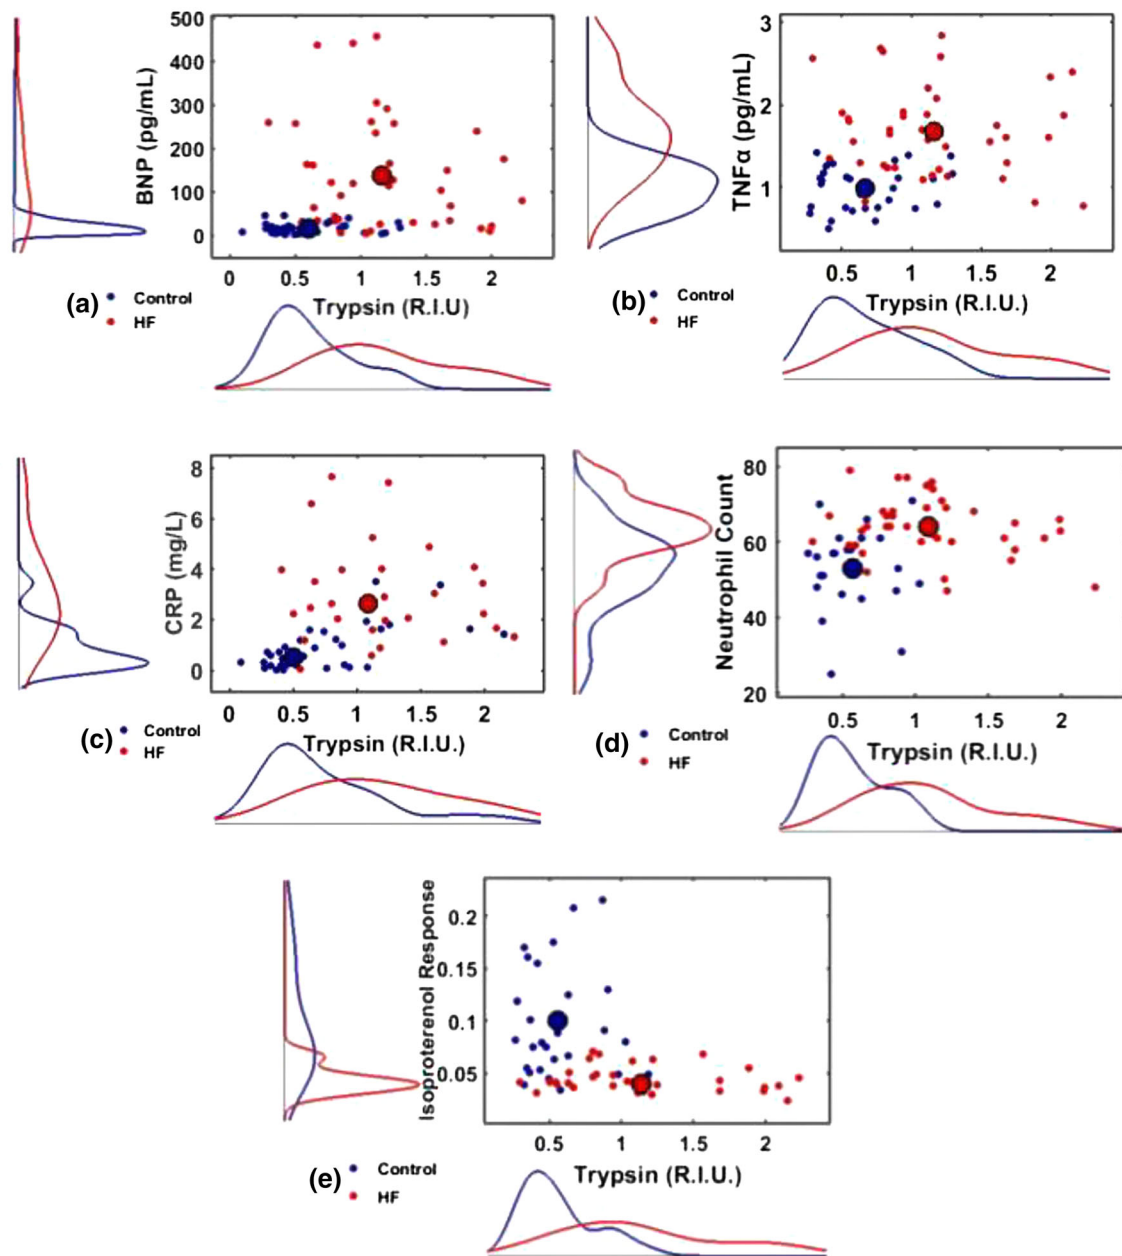 500
400
300
200
100
0
BNP (pg/mL)
0 0.5 1 1.5 2
Trypsin (R.I.U)
(a)
Control
HF
3
2
1
TNFα (pg/mL)
0.5 1 1.5 2
Trypsin (R.I.U.)
(b)
Control
HF
8
6
4
2
0
CRP (mg/L)
0 0.5 1 1.5 2
Trypsin (R.I.U.)
(c)
Control
HF
80
60
40
20
Neutrophil Count
0.5 1 1.5 2
Trypsin (R.I.U.)
(d)
Control
HF
0.2
0.15
0.1
0.05
Isoproterenol Response
0.5 1 1.5 2
Trypsin (R.I.U.)
(e)
Control
HF